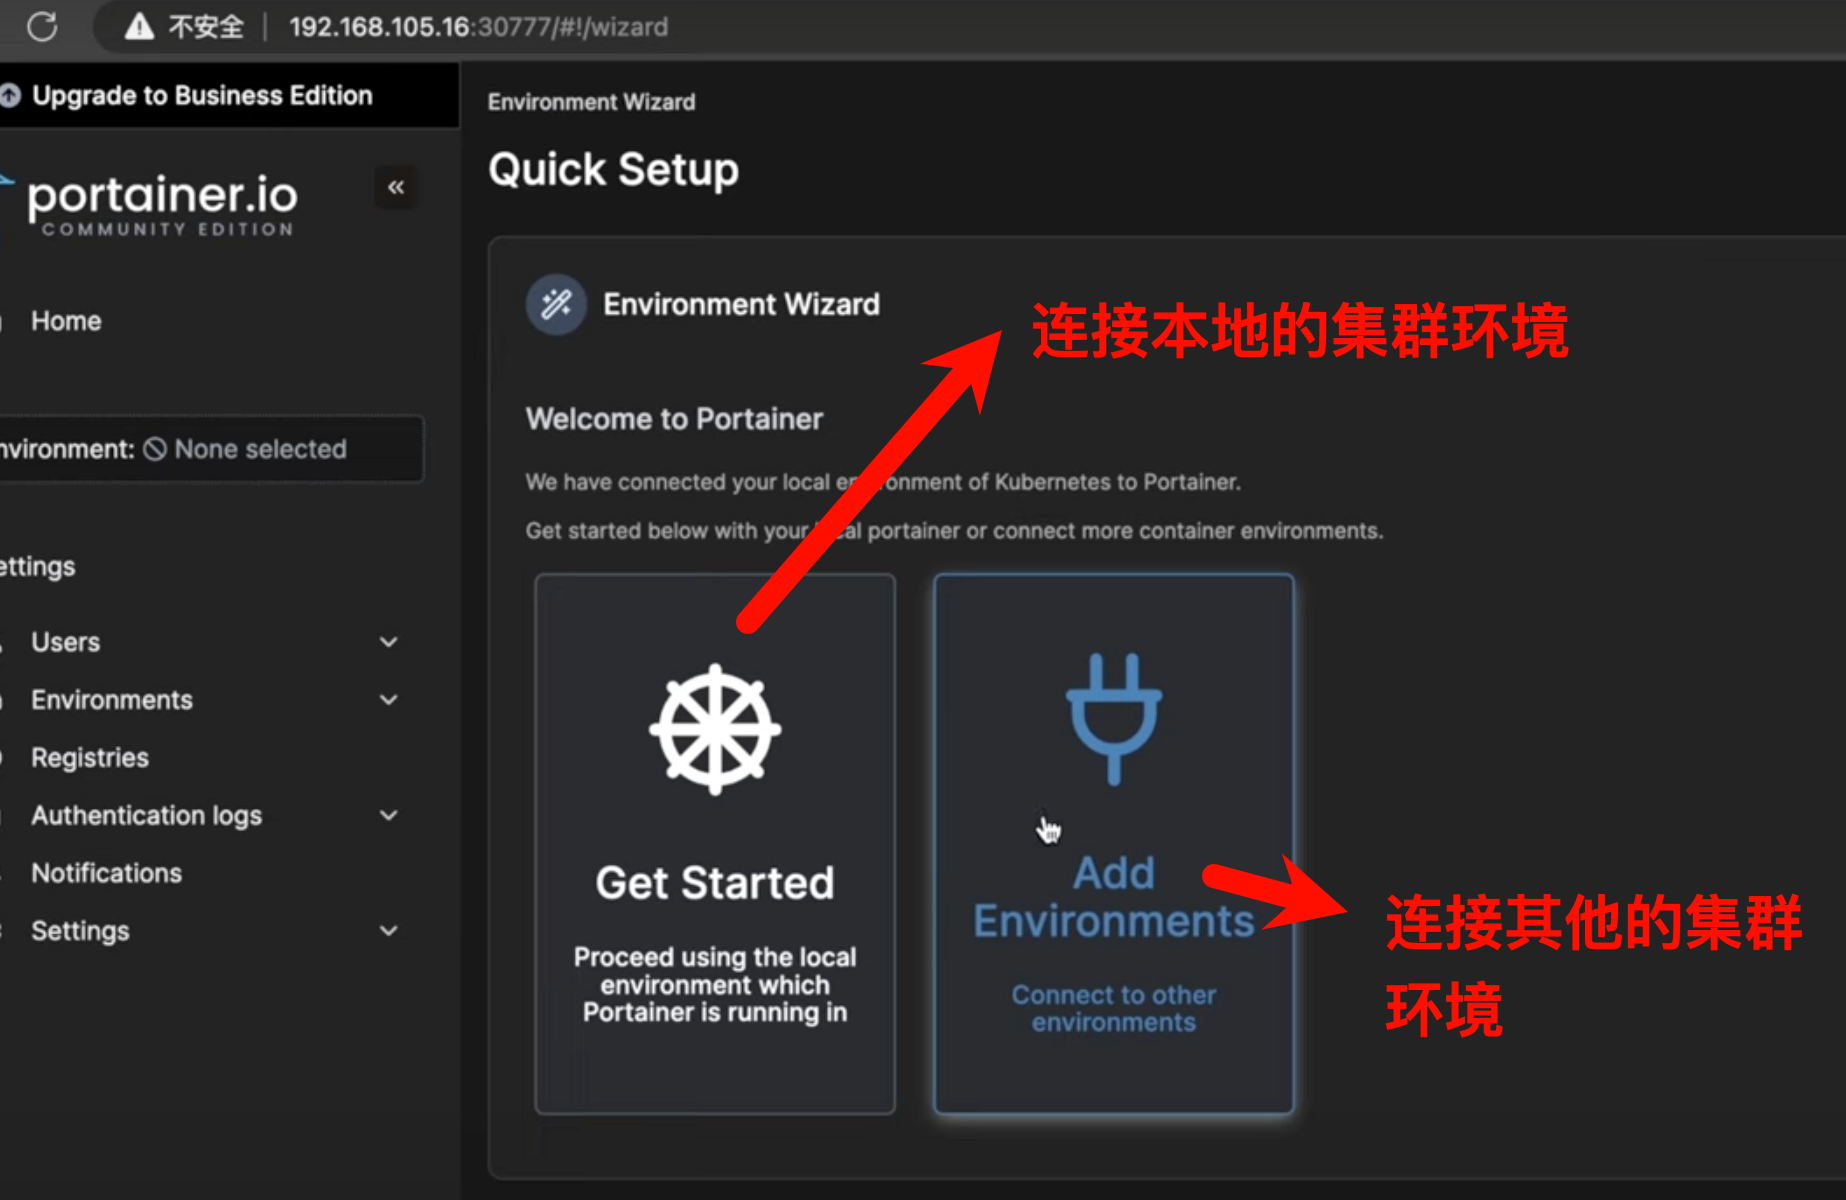 不安全 | 192.168.105.16:30777/#!/wizard
Upgrade to Business Edition
portainer.io
COMMUNITY EDITION
«
Home
nvironment: None selected
ettings
Users
Environments
Registries
Authentication logs
Notifications
Settings
Environment Wizard
Quick Setup
Environment Wizard
连接本地的集群环境
Welcome to Portainer
We have connected your local environment of Kubernetes to Portainer.
Get started below with your local portainer or connect more container environments.
Get Started
Proceed using the local
environment which
Portainer is running in
Add
Environments
Connect to other
environments
连接其他的集群
环境